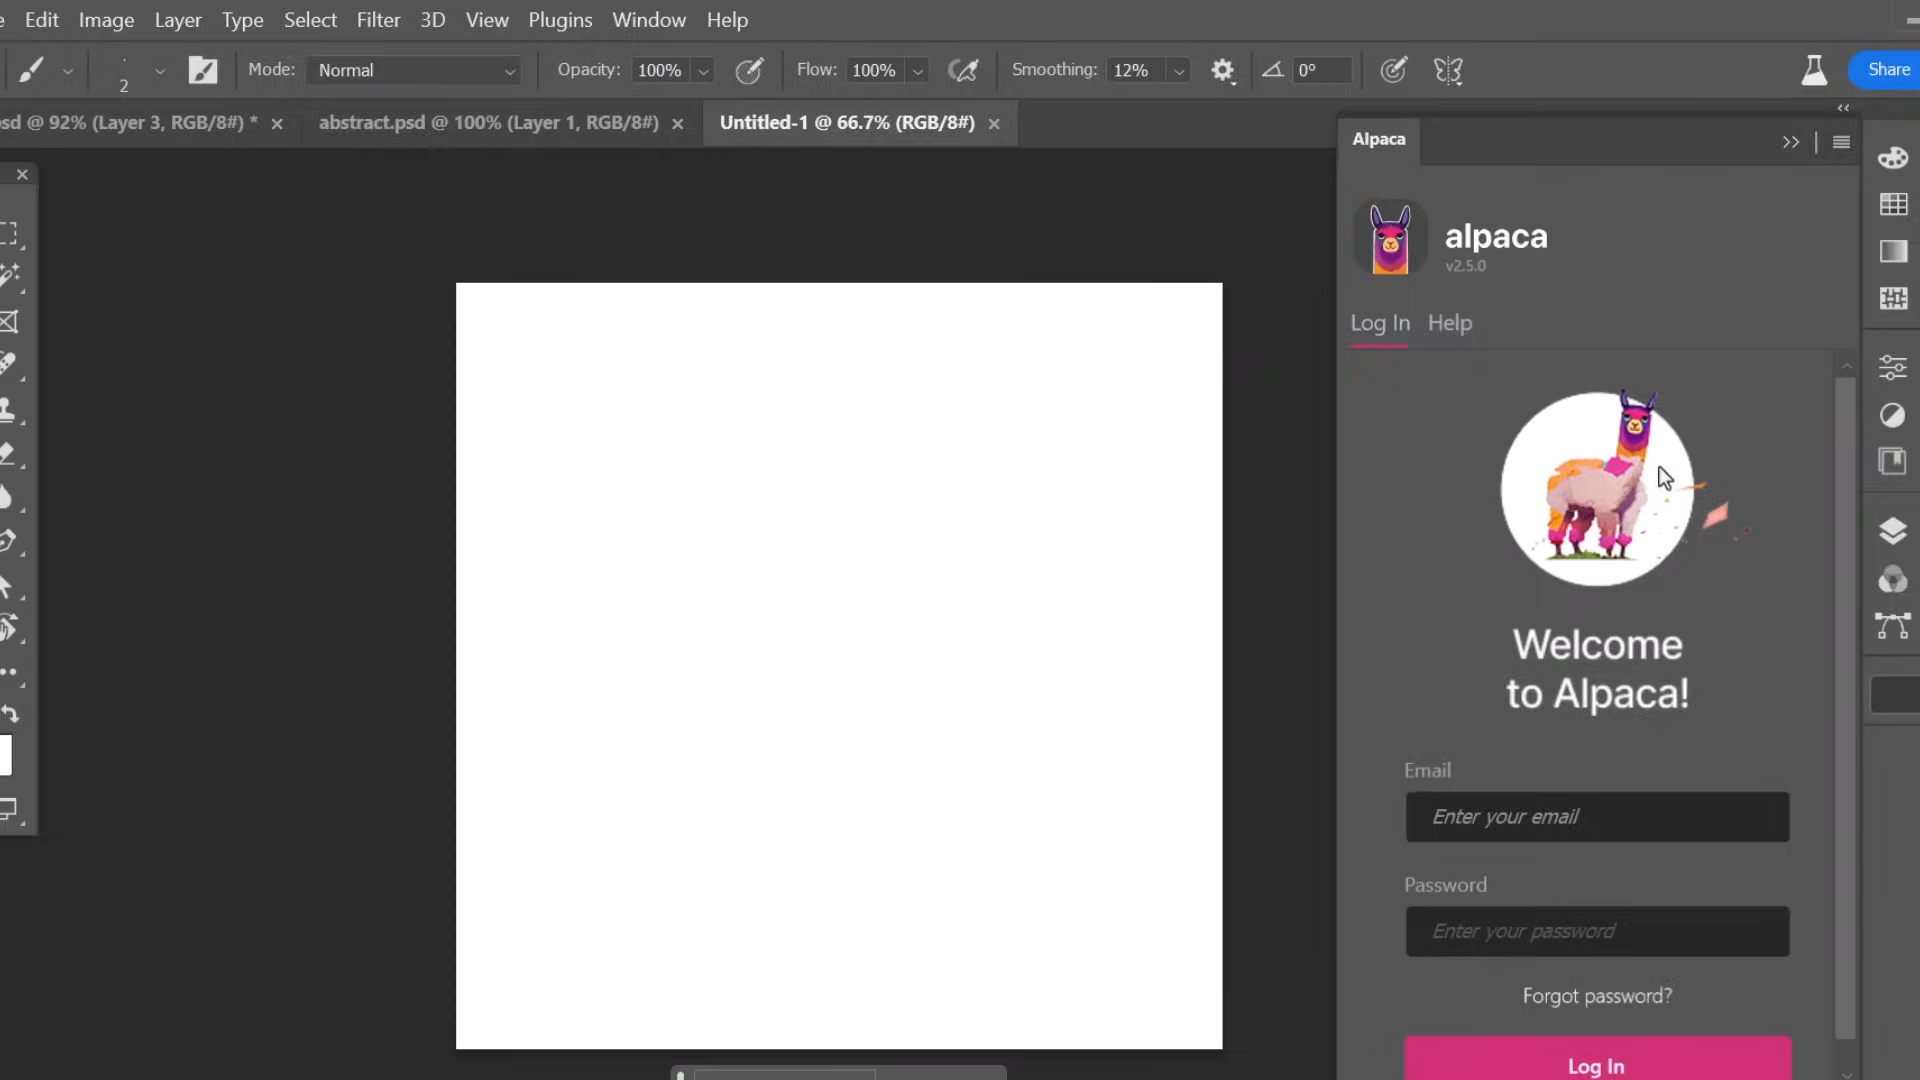 Edit Image Layer Type Select Filter 3D View Plugins Window Help
2 Mode: Normal Opacity: 100% Flow: 100% Smoothing: 12% 0° Share
sd @ 92% (Layer 3, RGB/8#) * abstract.psd @ 100% (Layer 1, RGB/8#) Untitled-1 @ 66.7% (RGB/8#)
Alpaca
alpaca
v2.5.0
Log In Help
Welcome
to Alpaca!
Email
Enter your email
Password
Enter your password
Forgot password?
Log In